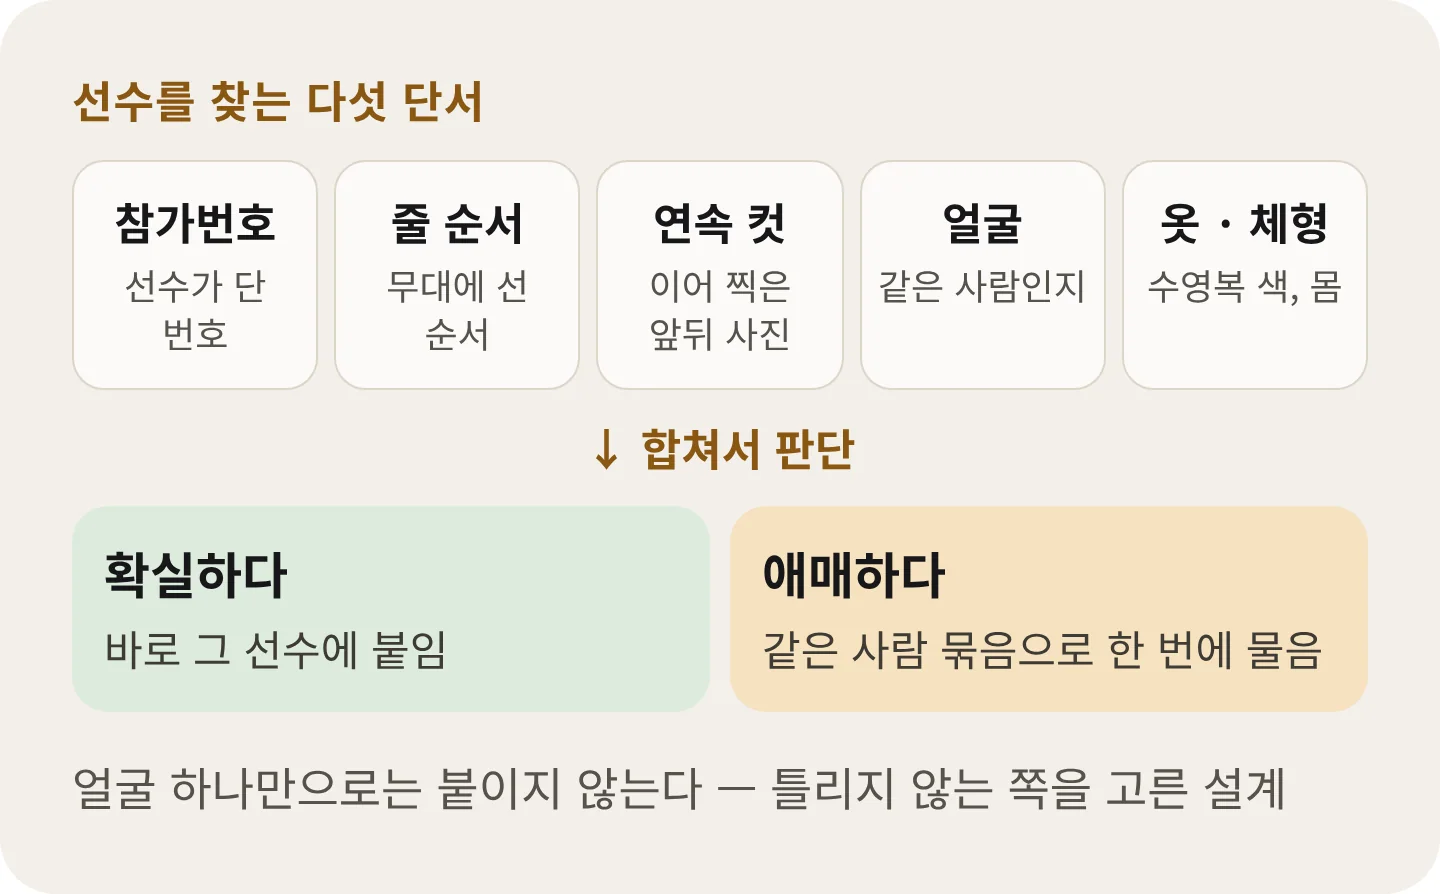 선수를 찾는 다섯 단서
참가번호
선수가 단
번호
줄 순서
무대에 선
순서
연속 컷
이어 찍은
앞뒤 사진
얼굴
같은 사람인지
옷 · 체형
수영복 색, 몸
↓ 합쳐서 판단
확실하다
바로 그 선수에 붙임
애매하다
같은 사람 묶음으로 한 번에 물음
얼굴 하나만으로는 붙이지 않는다 — 틀리지 않는 쪽을 고른 설계